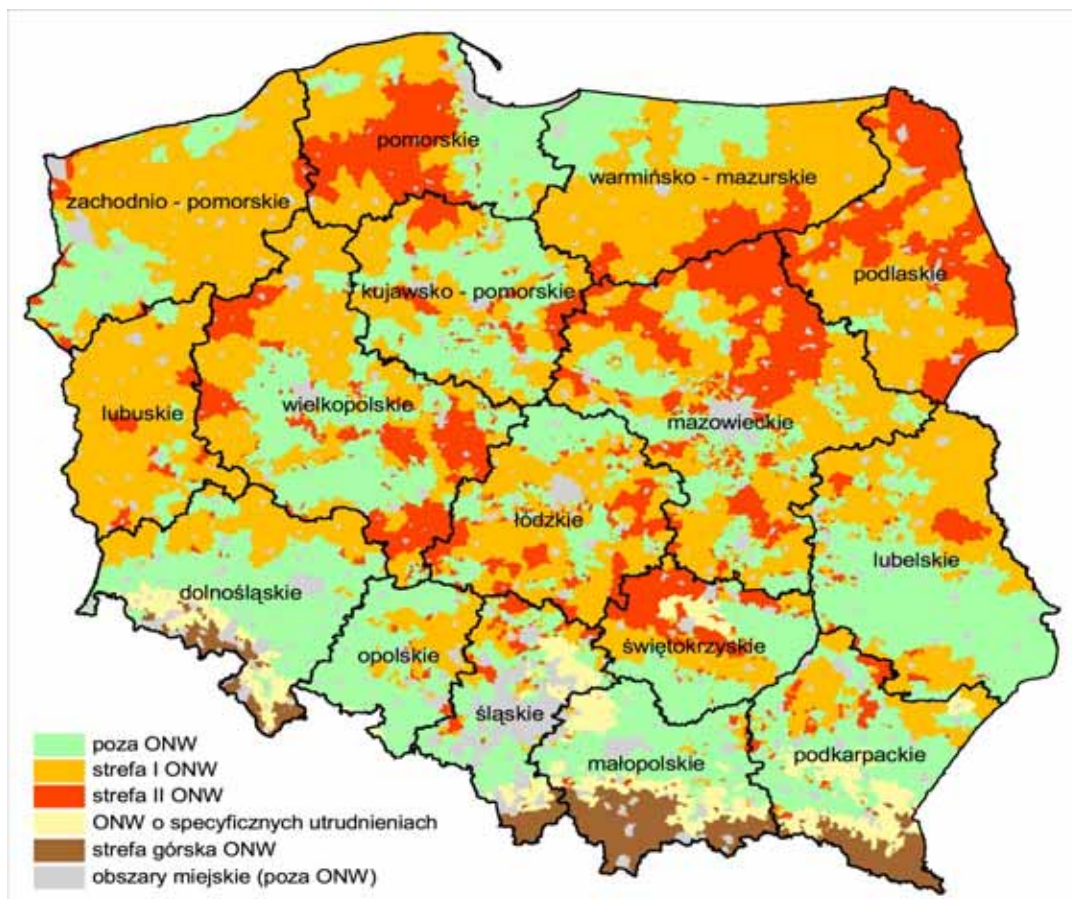 pomorskie
warmińsko - mazurskie
zachodnio - pomorskie
podlaskie
kujawsko - pomorskie
lubuskie
wielkopolskie
mazowieckie
łódzkie
lubelskie
dolnośląskie
opolskie
świętokrzyskie
śląskie
małopolskie
podkarpackie
poza ONW
strefa I ONW
strefa II ONW
ONW o specyficznych utrudnieniach
strefa górska ONW
obszary miejskie (poza ONW)